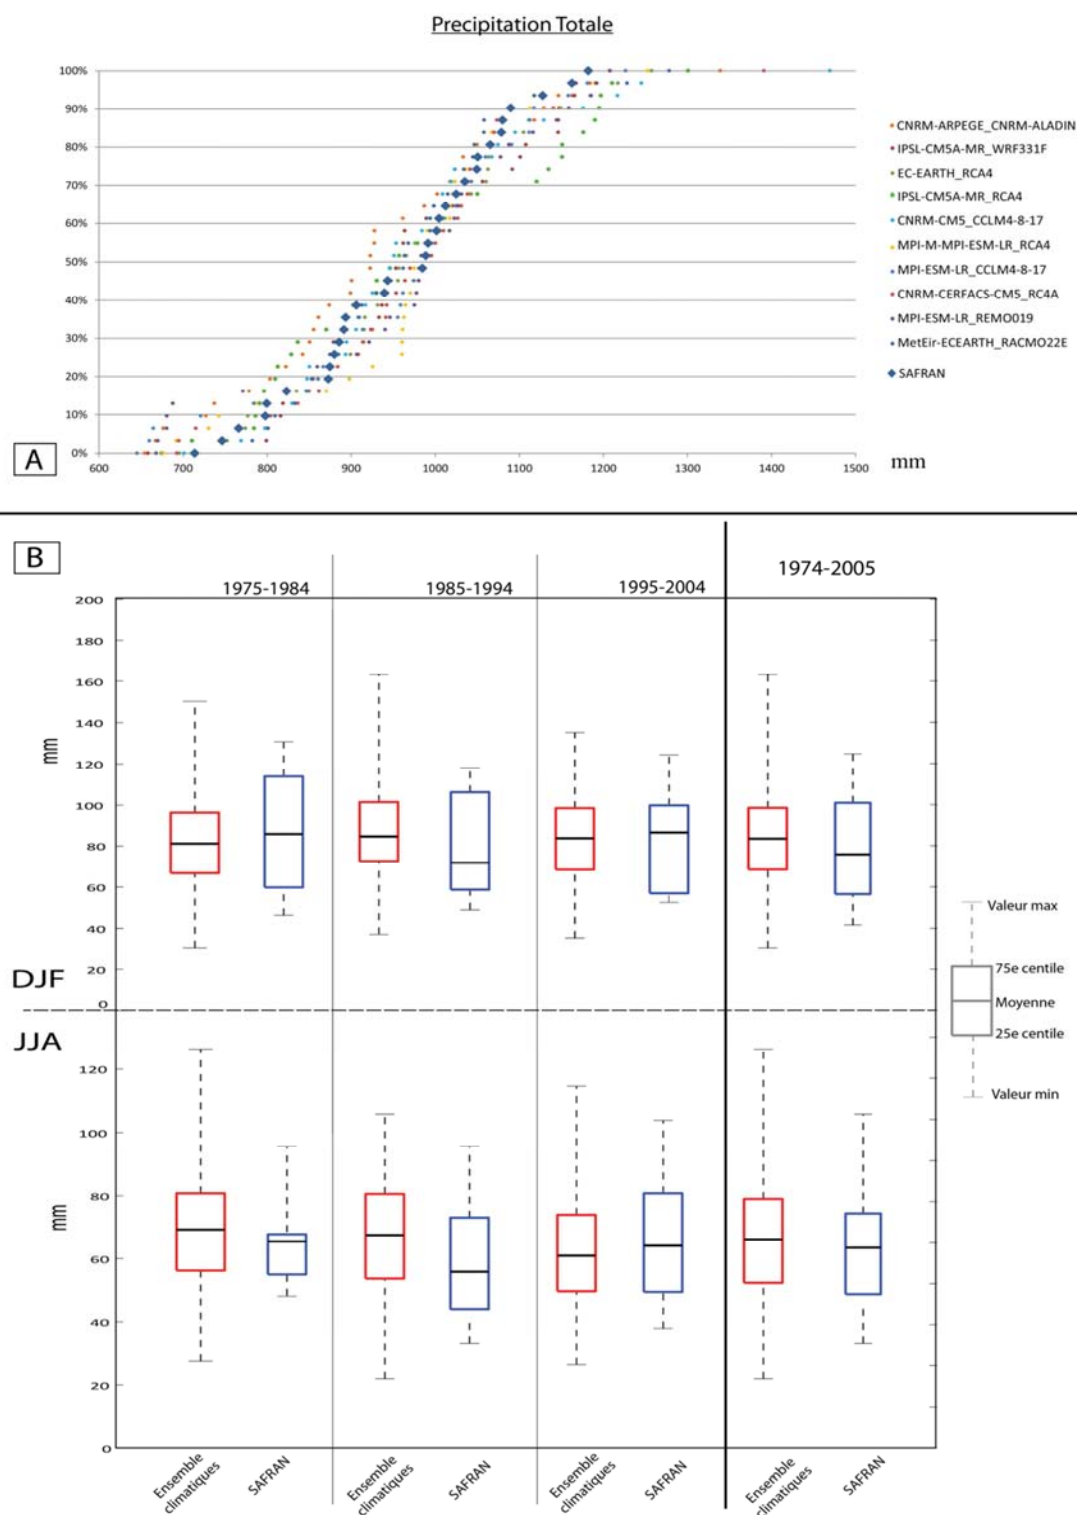 Precipitation Totale
100%
90%
80%
70%
60%
50%
40%
30%
20%
10%
0%
600 700 800 900 1000 1100 1200 1300 1400 1500
mm
CNRM-ARPEGE_CNRM-ALADIN
IPSL-CM5A-MR_WRF331F
EC-EARTH_RCA4
IPSL-CM5A-MR_RCA4
CNRM-CM5_CCLM4-8-17
MPI-M-MPI-ESM-LR_RCA4
MPI-ESM-LR_CCLM4-8-17
CNRM-CERFACS-CM5_RC4A
MPI-ESM-LR_REMO019
MetEir-ECEARTH_RACMO22E
SAFRAN
A
B
1975-1984
1985-1994
1995-2004
1974-2005
200
180
160
140
120
100
80
60
40
20
0
mm
DJF
JJA
120
100
80
60
40
20
0
mm
Valeur max
75e centile
Moyenne
25e centile
Valeur min
Ensemble
climatiques
SAFRAN
Ensemble
climatiques
SAFRAN
Ensemble
climatiques
SAFRAN
Ensemble
climatiques
SAFRAN